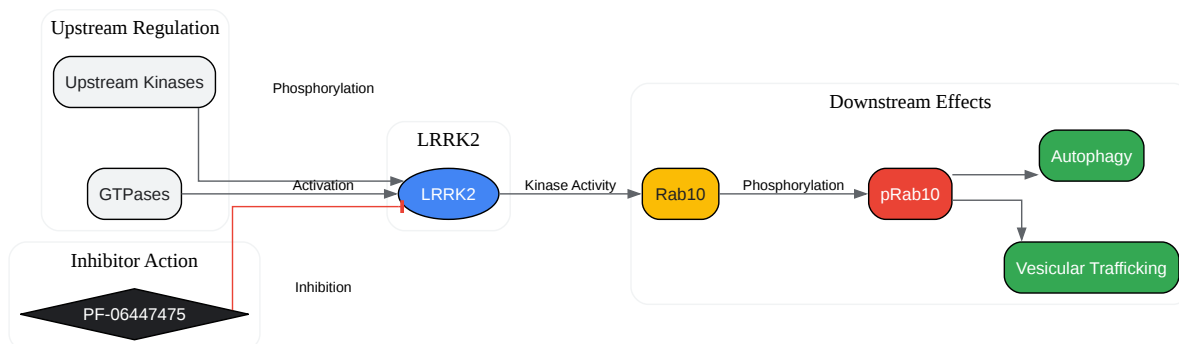 Upstream Regulation
Upstream Kinases
Phosphorylation
GTPases
Activation
LRRK2
LRRK2
Kinase Activity
Downstream Effects
Rab10
Phosphorylation
pRab10
Autophagy
Vesicular Trafficking
Inhibitor Action
PF-06447475
Inhibition